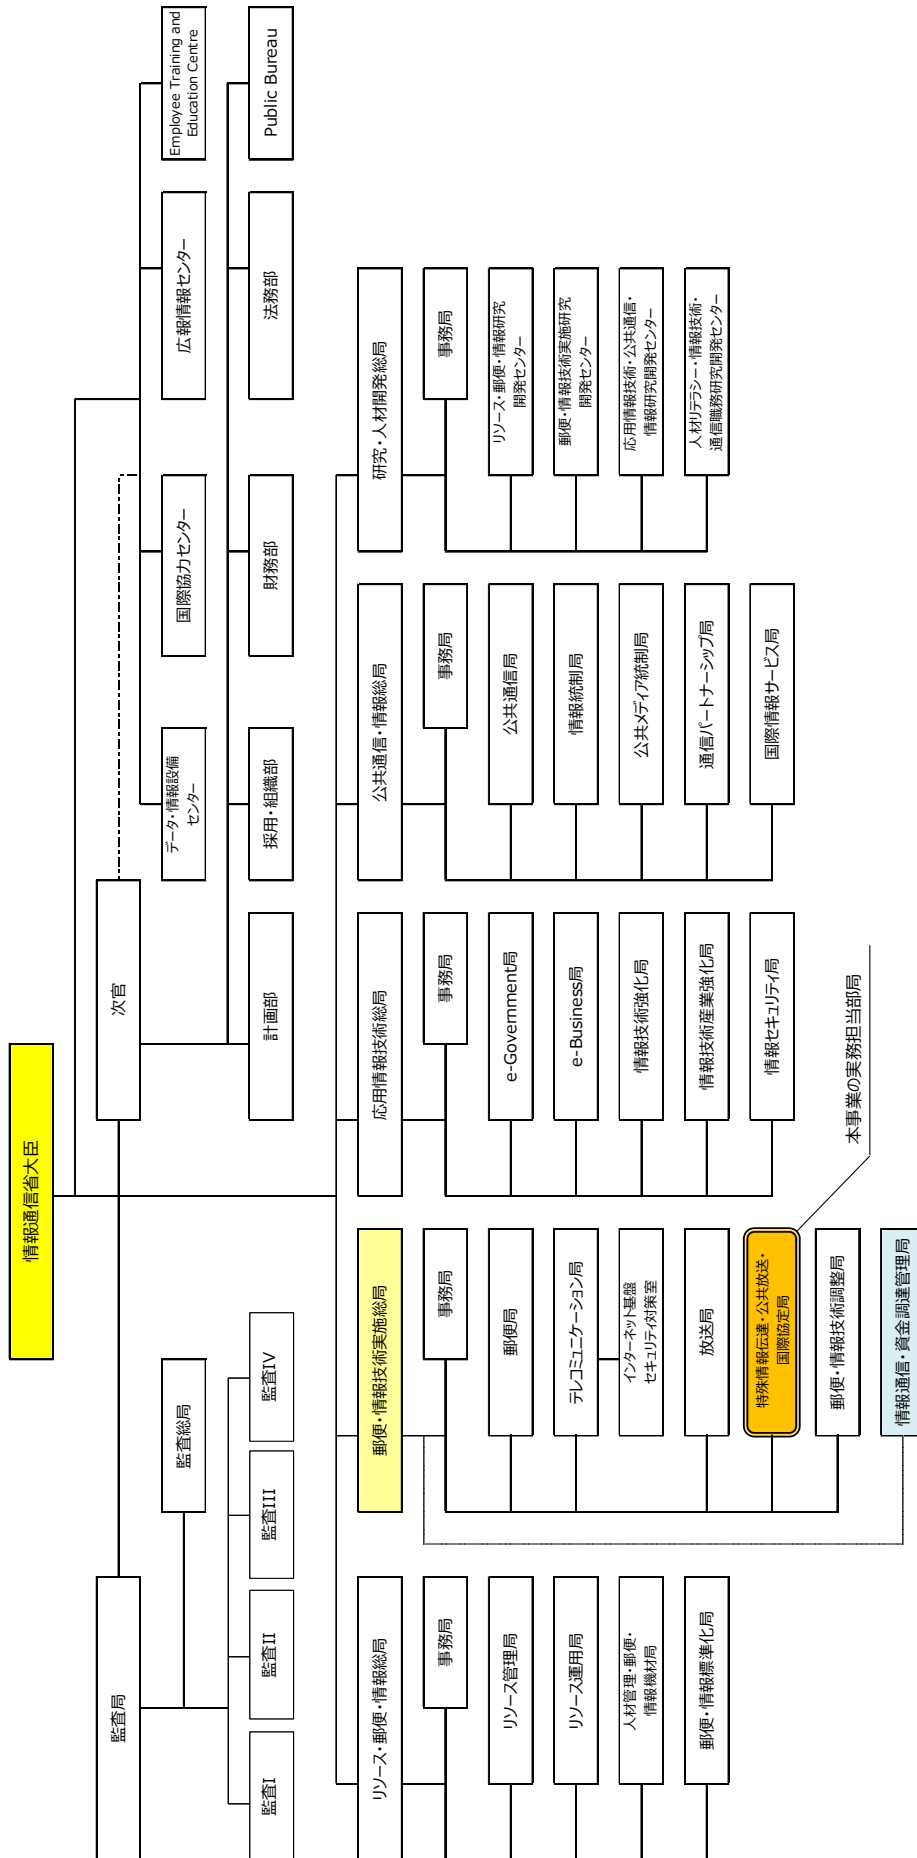 情報通信省大臣
監査局
次官
監査総局
データ・情報設備
センター
国際協力センター
広報情報センター
Employee Training and
Education Centre
監査I
監査II
監査III
監査IV
計画部
採用・組織部
財務部
法務部
Public Bureau
リソース・郵便・情報総局
郵便・情報技術実施総局
応用情報技術総局
公共通信・情報総局
研究・人材開発総局
事務局
リソース管理局
リソース運用局
人材管理・郵便・
情報機材局
郵便・情報標準化局
事務局
郵便局
テレコミュニケーション局
インターネット基盤
セキュリティ対策室
放送局
特殊情報伝達・公共放送・
国際協定局
郵便・情報技術調整局
情報通信・資金調達管理局
事務局
e-Government局
e-Business局
情報技術強化局
情報技術産業強化局
情報セキュリティ局
事務局
公共通信局
情報統制局
公共メディア統制局
通信パートナーシップ局
国際情報サービス局
事務局
リソース・郵便・情報研究
開発センター
郵便・情報技術実施研究
開発センター
応用情報技術・公共通信・
情報研究開発センター
人材リテラシー・情報技術・
通信職務研究開発センター
本事業の実務担当部局